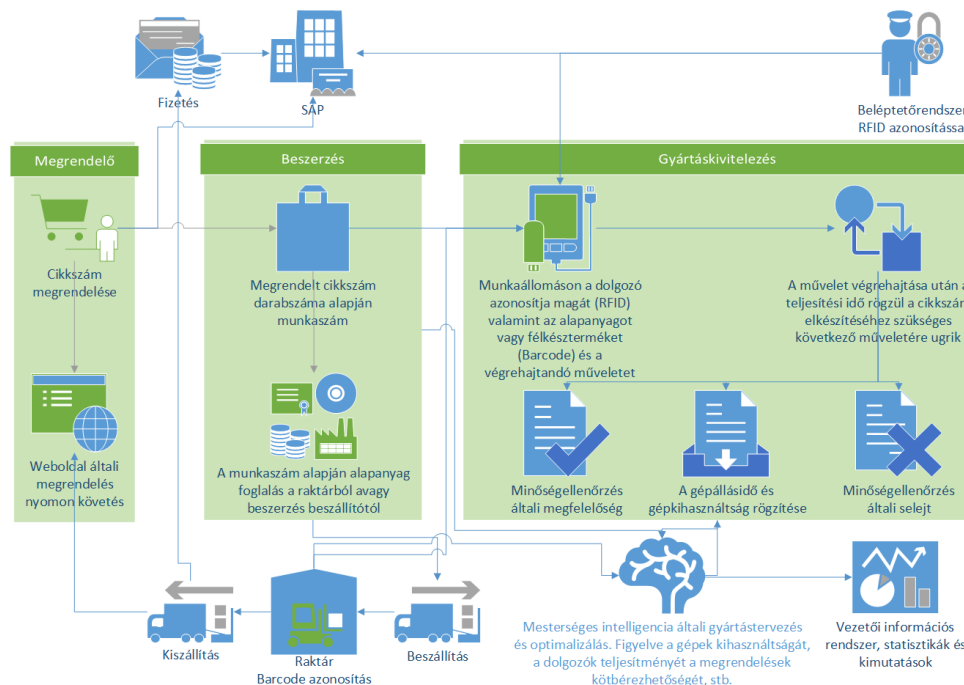 Fizetés
SAP
Beléptetőrendszer
RFID azonosítássa
Megrendelő
Beszerzés
Gyártáskivitelezés
Cikkszám
megrendelése
Megrendelt cikkszám
darabszáma alapján
munkaszám
Munkaállomáson a dolgozó
azonosítja magát (RFID)
valamint az alapanyagot
vagy félkészterméket
(Barcode) és a
végrehajtandó műveletet
A művelet végrehajtása után a
teljesítési idő rögzül a cikkszám
elkészítéséhez szükséges
következő műveletére ugrik
Weboldal általi
megrendelés
nyomon követés
A munkaszám alapján alapanyag
foglalás a raktárból avagy
beszerzés beszállítótól
Minőségellenőrzés
általi megfelelőség
A gépállásidő és
gépkihasználtság rögzítése
Minőségellenőrzés
általi selejt
Kiszállítás
Raktár
Barcode azonosítás
Beszállítás
Mesterséges intelligencia általi gyártástervezés
és optimalizálás. Figyelve a gépek kihasználtságát,
a dolgozók teljesítményét a megrendelések
kötbérezhetőségét, stb.
Vezetői információs
rendszer, statisztikák és
kimutatások